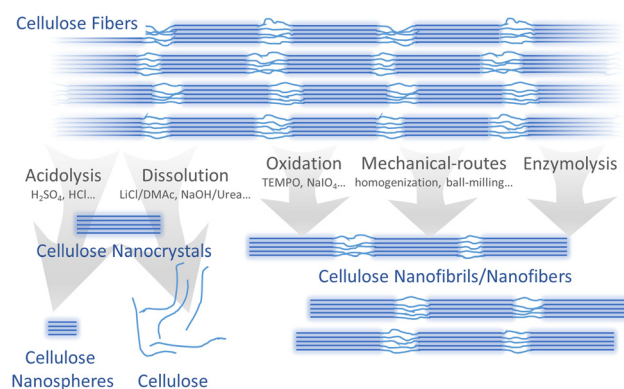 Cellulose Fibers
Acidolysis
H₂SO₄, HCl...
Dissolution
LiCl/DMAc, NaOH/Urea...
Oxidation
TEMPO, NaIO₄...
Mechanical-routes
homogenization, ball-milling...
Enzymolysis
Cellulose Nanocrystals
Cellulose Nanofibrils/Nanofibers
Cellulose
Nanospheres
Cellulose